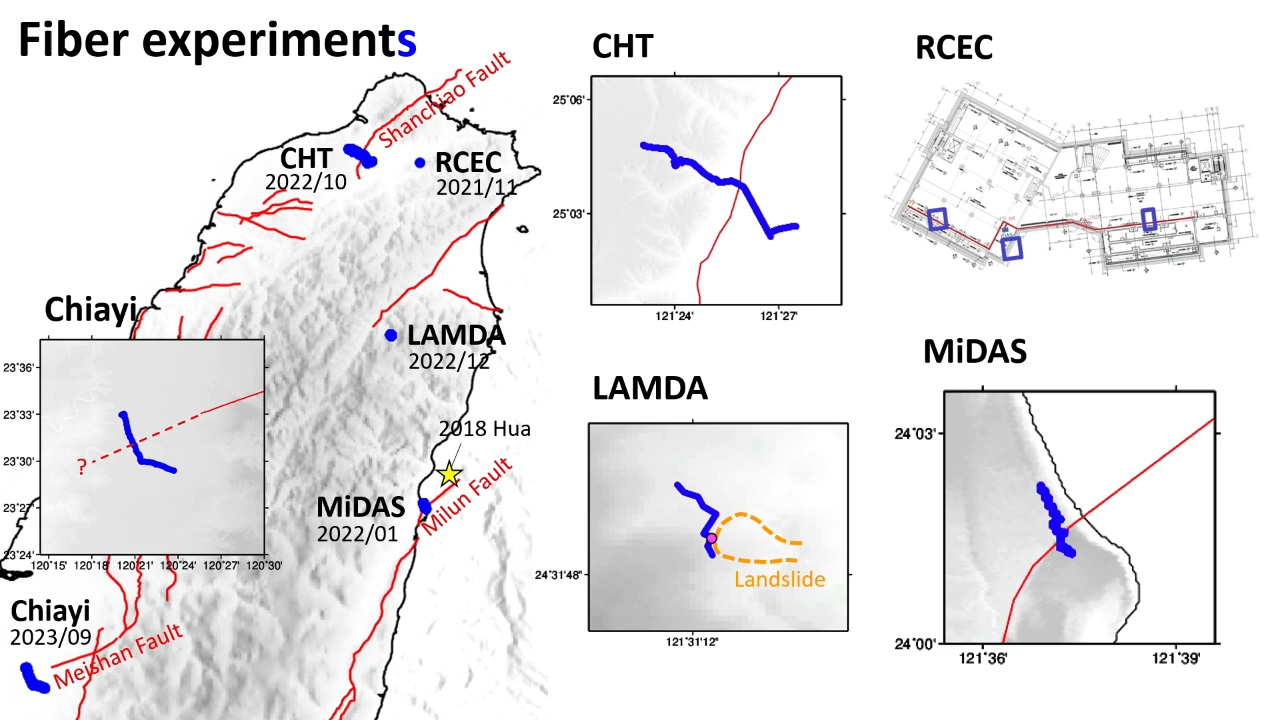 Fiber experiments
Shanchiao Fault
CHT
2022/10
RCEC
2021/11
Chiayi
23°36'
23°33'
23°30'
23°27'
23°24'
120°15'
120°18'
120°21'
120°24'
120°27'
120°30'
?
LAMDA
2022/12
2018 Hua
MiDAS
2022/01
Milun Fault
Chiayi
2023/09
Meishan Fault
CHT
25°06'
25°03'
121°24'
121°27'
RCEC
LAMDA
Landslide
24°31'48"
121°31'12"
MiDAS
24°03'
24°00'
121°36'
121°39'